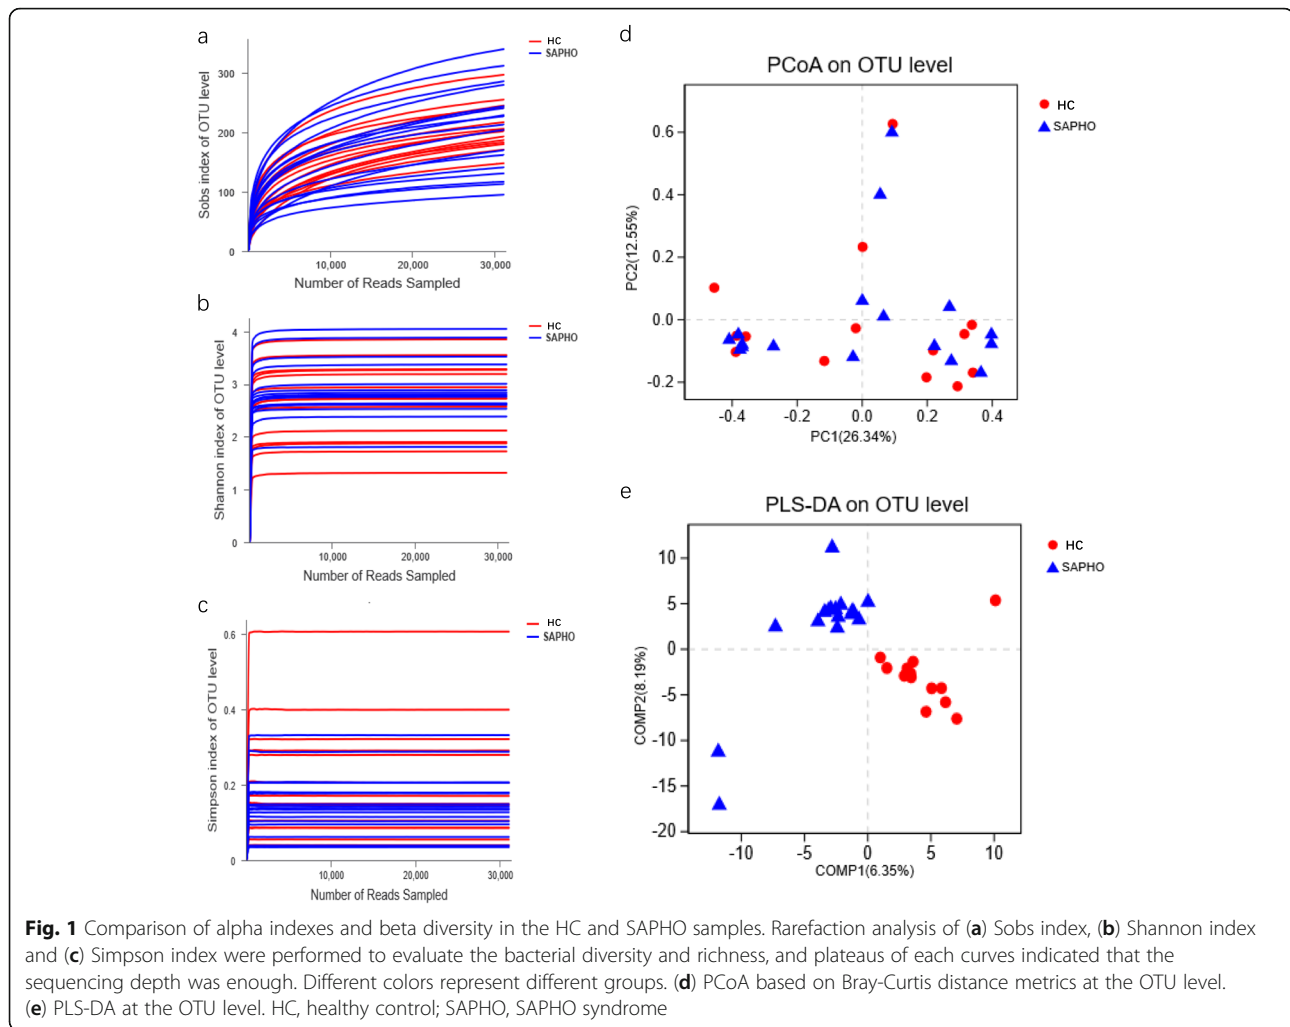 a
HC
SAPHO
Sobs index of OTU level
300
200
100
0
10,000
20,000
30,000
Number of Reads Sampled
b
HC
SAPHO
Shannon index of OTU level
4
3
2
1
0
10,000
20,000
30,000
Number of Reads Sampled
c
HC
SAPHO
Simpson index of OTU level
0.6
0.4
0.2
0
10,000
20,000
30,000
Number of Reads Sampled
d
PCoA on OTU level
HC
SAPHO
PC2(12.55%)
0.6
0.4
0.2
0.0
-0.2
-0.4
-0.2
0.0
0.2
0.4
PC1(26.34%)
e
PLS-DA on OTU level
HC
SAPHO
COMP2(8.19%)
10
5
0
-5
-10
-15
-20
-10
-5
0
5
10
COMP1(6.35%)
Fig. 1 Comparison of alpha indexes and beta diversity in the HC and SAPHO samples. Rarefaction analysis of (a) Sobs index, (b) Shannon index
and (c) Simpson index were performed to evaluate the bacterial diversity and richness, and plateaus of each curves indicated that the
sequencing depth was enough. Different colors represent different groups. (d) PCoA based on Bray-Curtis distance metrics at the OTU level.
(e) PLS-DA at the OTU level. HC, healthy control; SAPHO, SAPHO syndrome